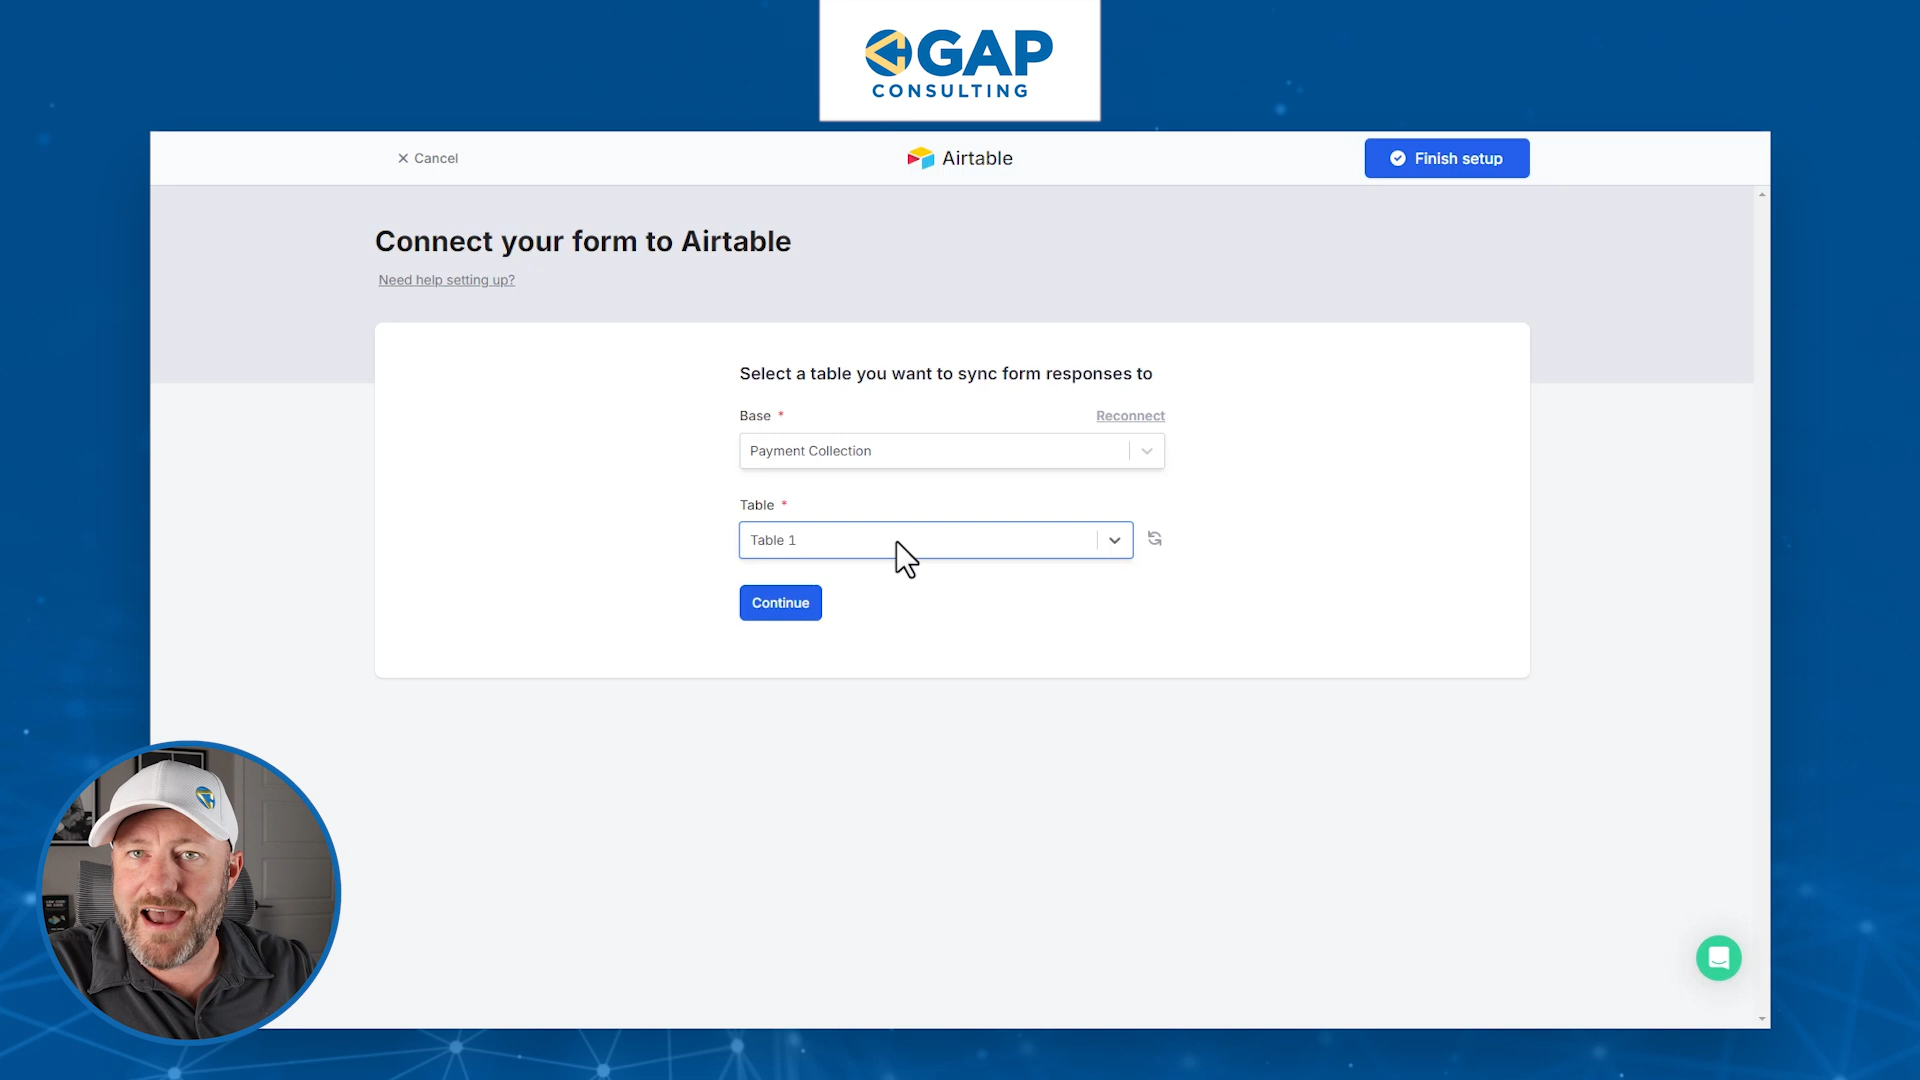 GAP
CONSULTING
Cancel
Airtable
Finish setup
Connect your form to Airtable
Need help setting up?
Select a table you want to sync form responses to
Base *
Reconnect
Payment Collection
Table *
Table 1
Continue